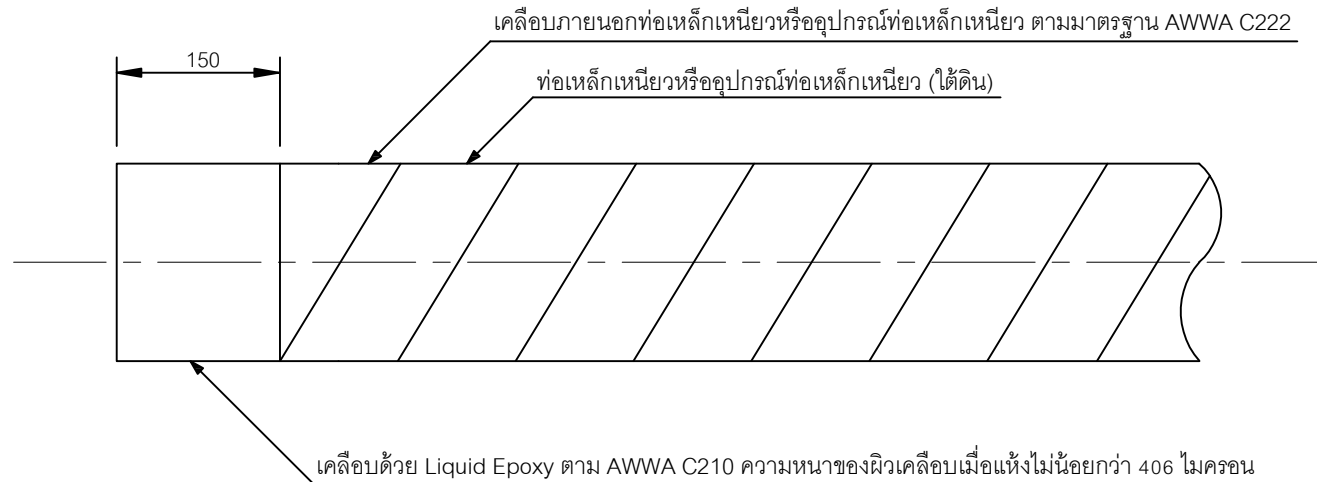 เคลือบภายนอกท่อเหล็กเหนียวหรืออุปกรณ์ท่อเหล็กเหนียว ตามมาตรฐาน AWWA C222
150
ท่อเหล็กเหนียวหรืออุปกรณ์ท่อเหล็กเหนียว (ใต้ดิน)
เคลือบด้วย Liquid Epoxy ตาม AWWA C210 ความหนาของผิวเคลือบเมื่อแห้งไม่น้อยกว่า 406 ไมครอน